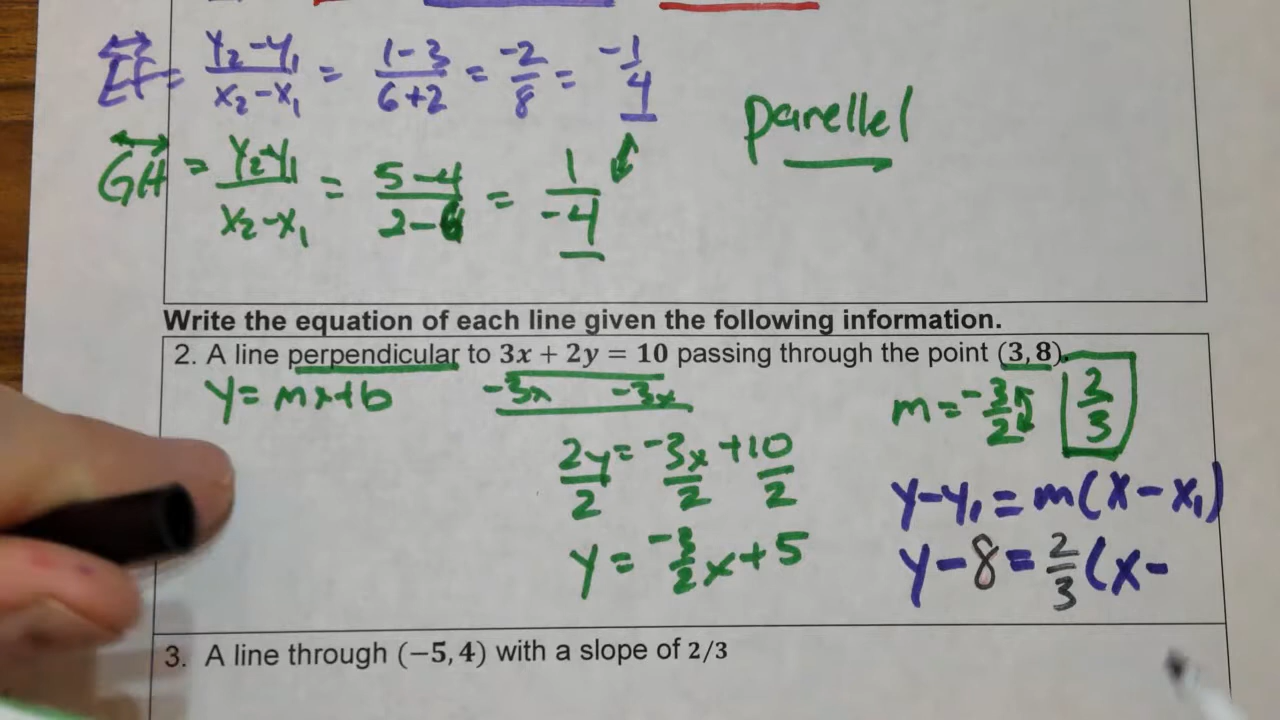 EF = y₂-y₁/x₂-x₁ = 1-3/6+2 = -2/8 = -1/4
parellel
GH = y₂-y₁/x₂-x₁ = 5-4/2-6 = 1/-4
Write the equation of each line given the following information.
2. A line perpendicular to 3x + 2y = 10 passing through the point (3, 8).
y = mx+b
-3x -3x
m = -3/2 2/3
2y/2 = -3x/2 + 10/2
y-y₁ = m(x-x₁)
y = -3/2 x + 5
y-8 = 2/3 (x-
3. A line through (−5, 4) with a slope of 2/3